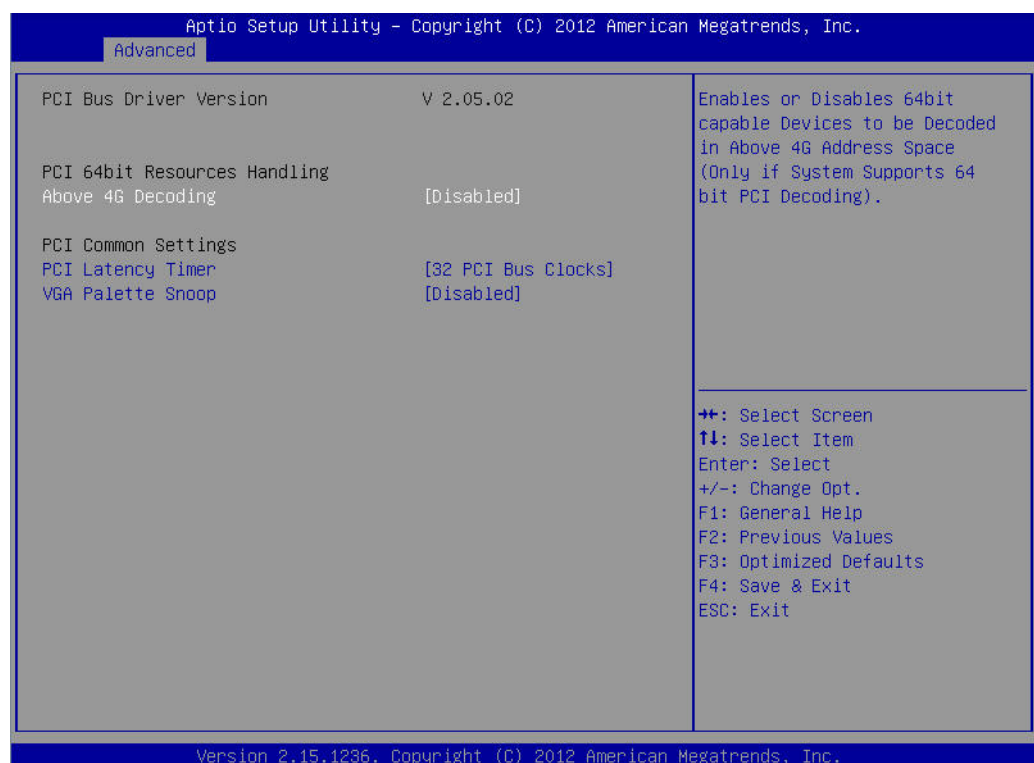 Aptio Setup Utility – Copyright (C) 2012 American Megatrends, Inc.
Advanced
PCI Bus Driver Version V 2.05.02
PCI 64bit Resources Handling
Above 4G Decoding [Disabled]
PCI Common Settings
PCI Latency Timer [32 PCI Bus Clocks]
VGA Palette Snoop [Disabled]
Enables or Disables 64bit
capable Devices to be Decoded
in Above 4G Address Space
(Only if System Supports 64
bit PCI Decoding).
→←: Select Screen
↑↓: Select Item
Enter: Select
+/-: Change Opt.
F1: General Help
F2: Previous Values
F3: Optimized Defaults
F4: Save & Exit
ESC: Exit
Version 2.15.1236. Copyright (C) 2012 American Megatrends, Inc.